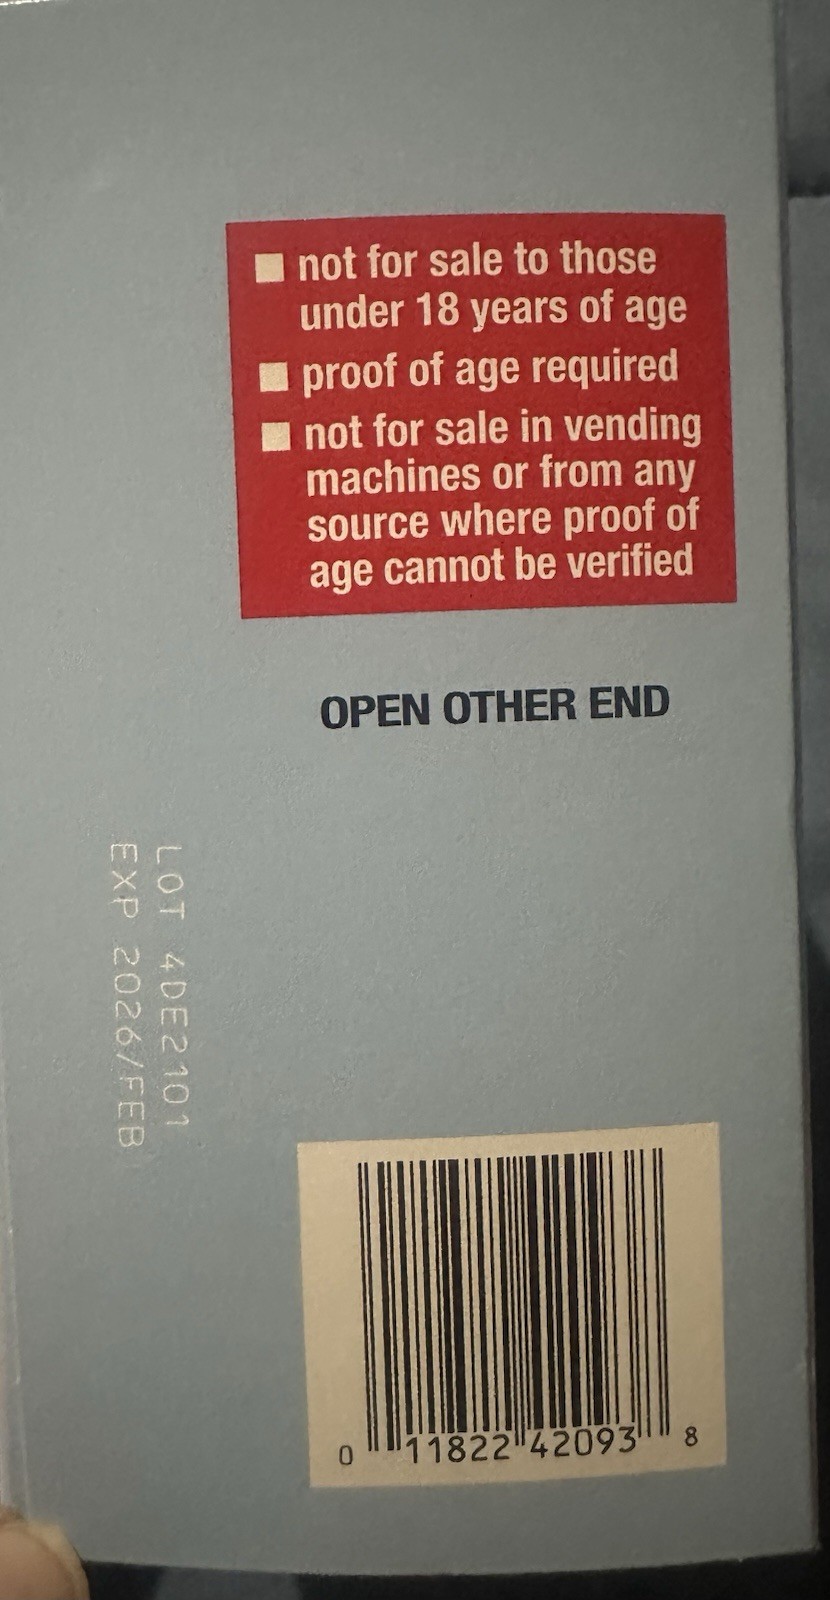 ■ not for sale to those
under 18 years of age
■ proof of age required
■ not for sale in vending
machines or from any
source where proof of
age cannot be verified
OPEN OTHER END
LOT 4DE2101
EXP 2026/FEB
0 11822 42093 8